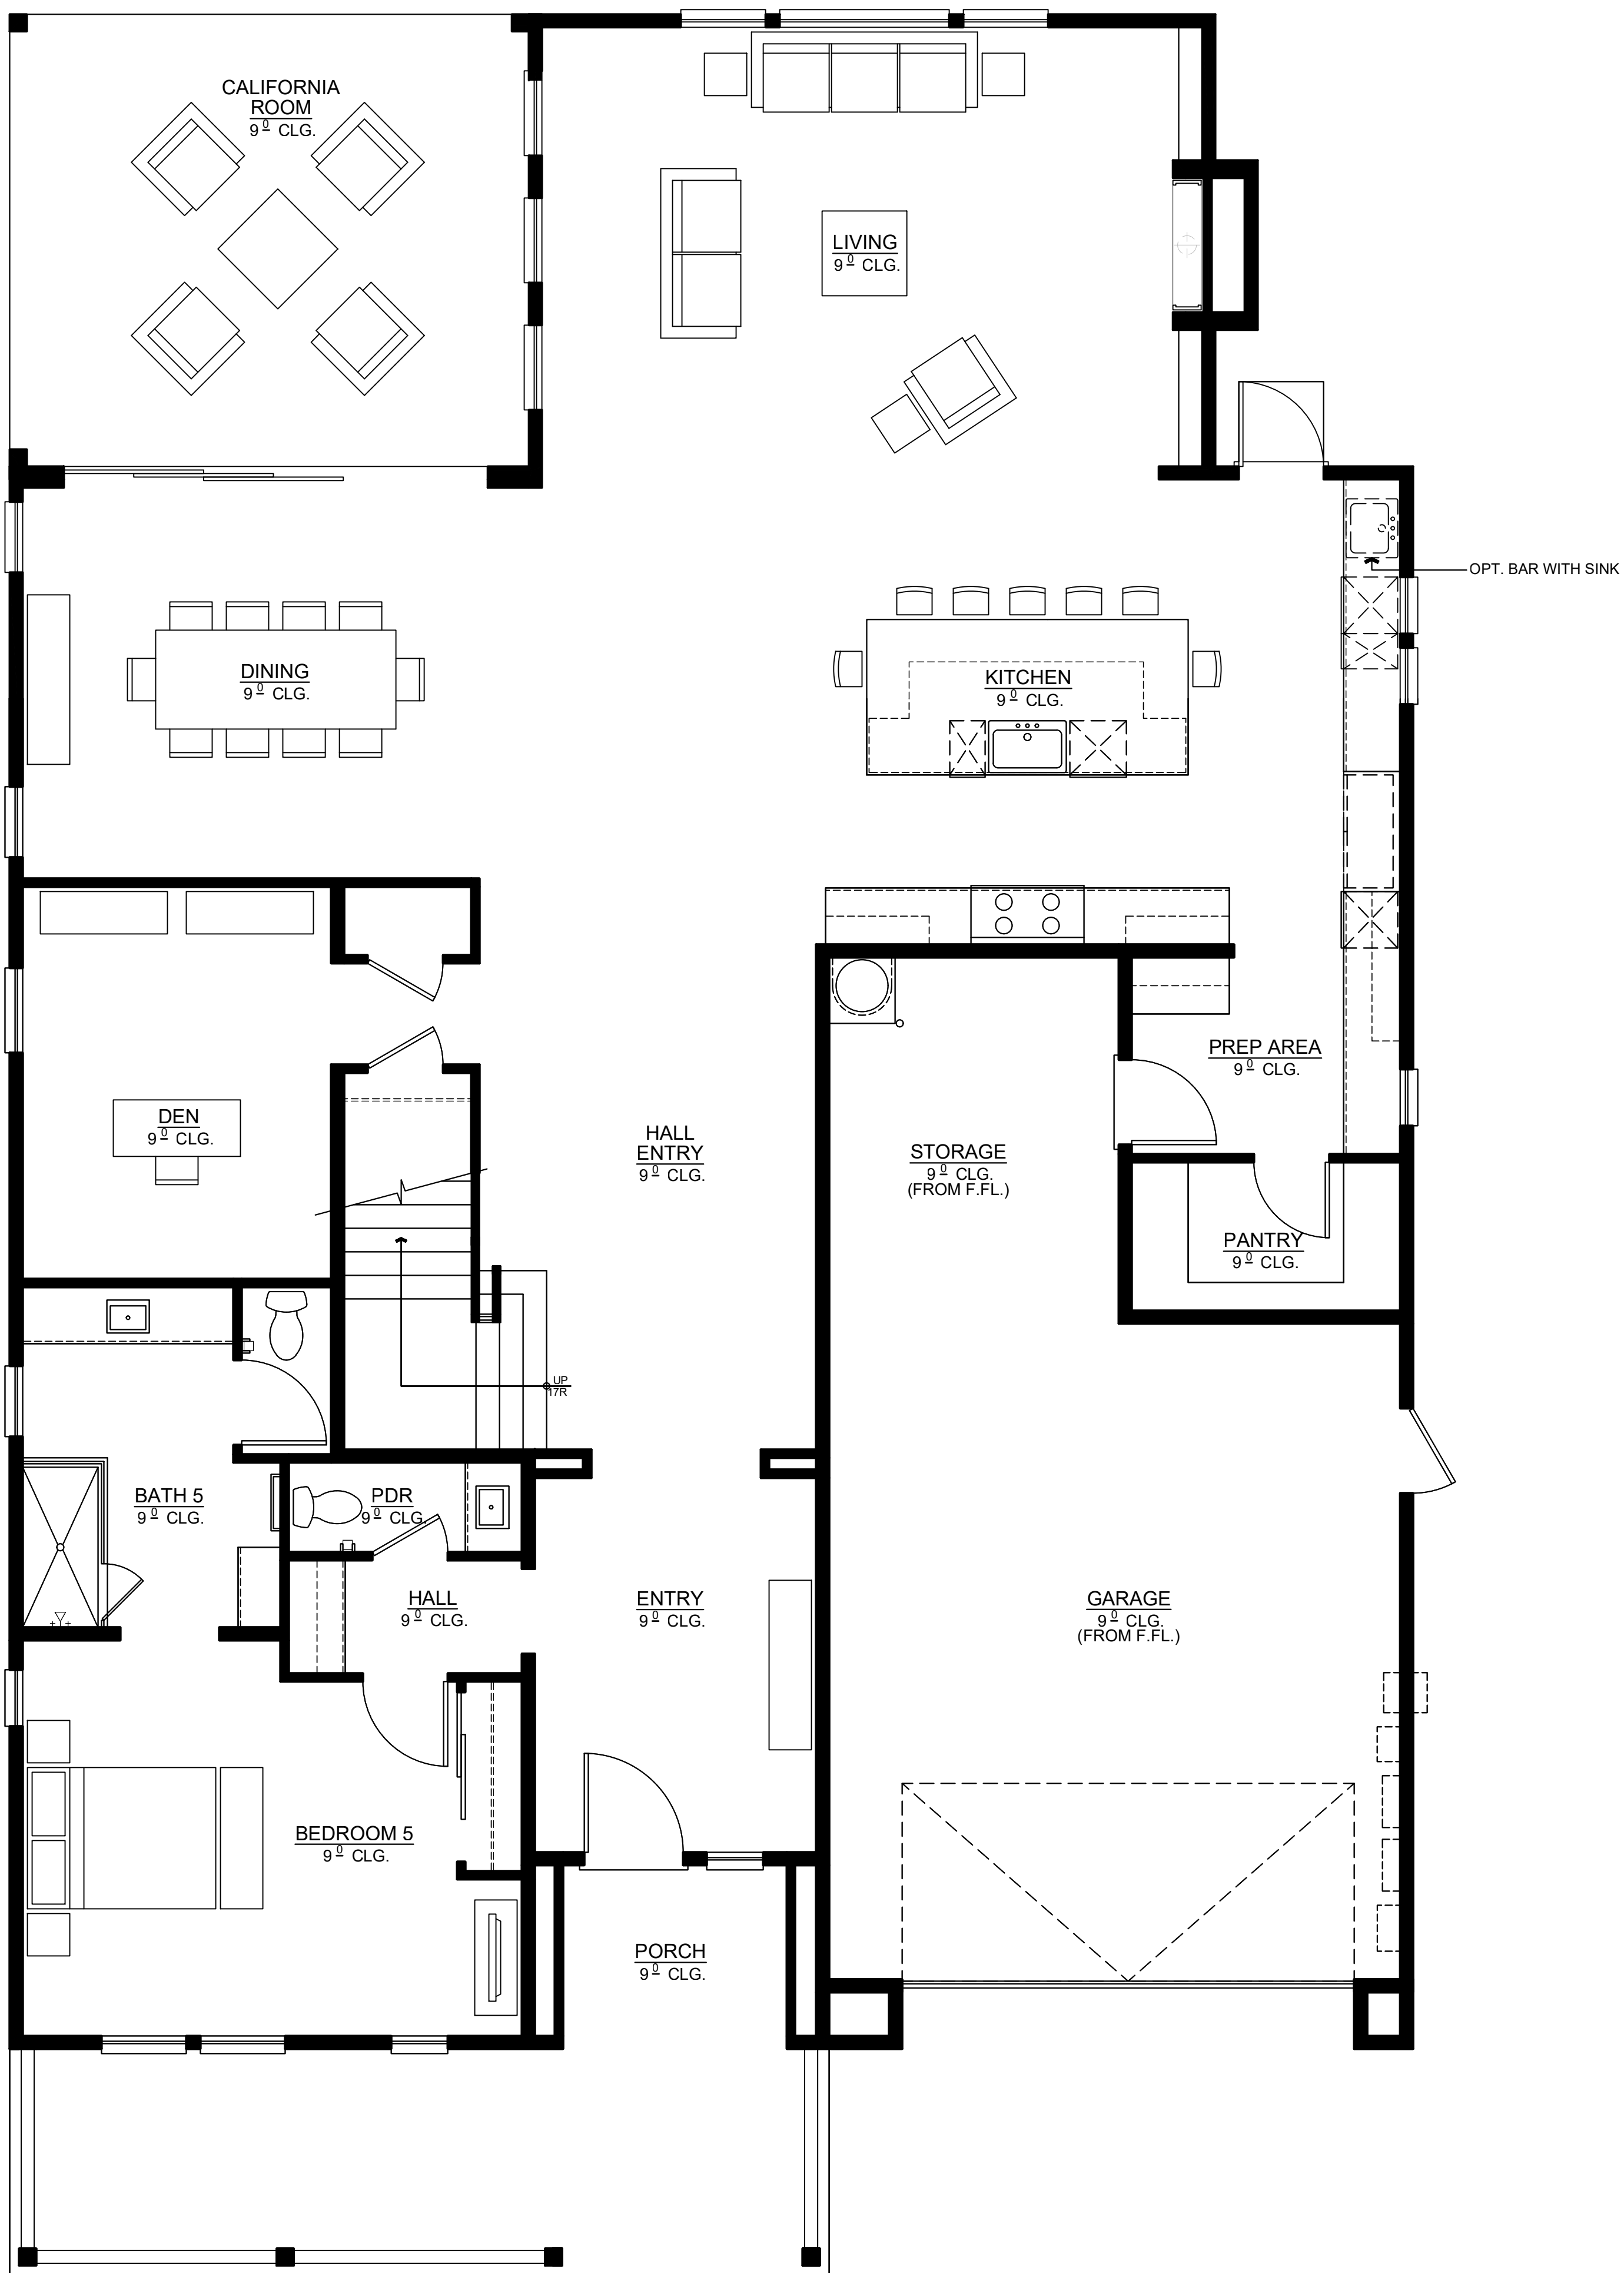 CALIFORNIA
ROOM
9 0 CLG.
LIVING
9 0 CLG.
OPT. BAR WITH SINK
DINING
9 0 CLG.
KITCHEN
9 0 CLG.
PREP AREA
9 0 CLG.
DEN
9 0 CLG.
HALL
ENTRY
9 0 CLG.
STORAGE
9 0 CLG.
(FROM F.FL.)
PANTRY
9 0 CLG.
UP
17R
BATH 5
9 0 CLG.
PDR
9 0 CLG.
HALL
9 0 CLG.
ENTRY
9 0 CLG.
GARAGE
9 0 CLG.
(FROM F.FL.)
BEDROOM 5
9 0 CLG.
PORCH
9 0 CLG.